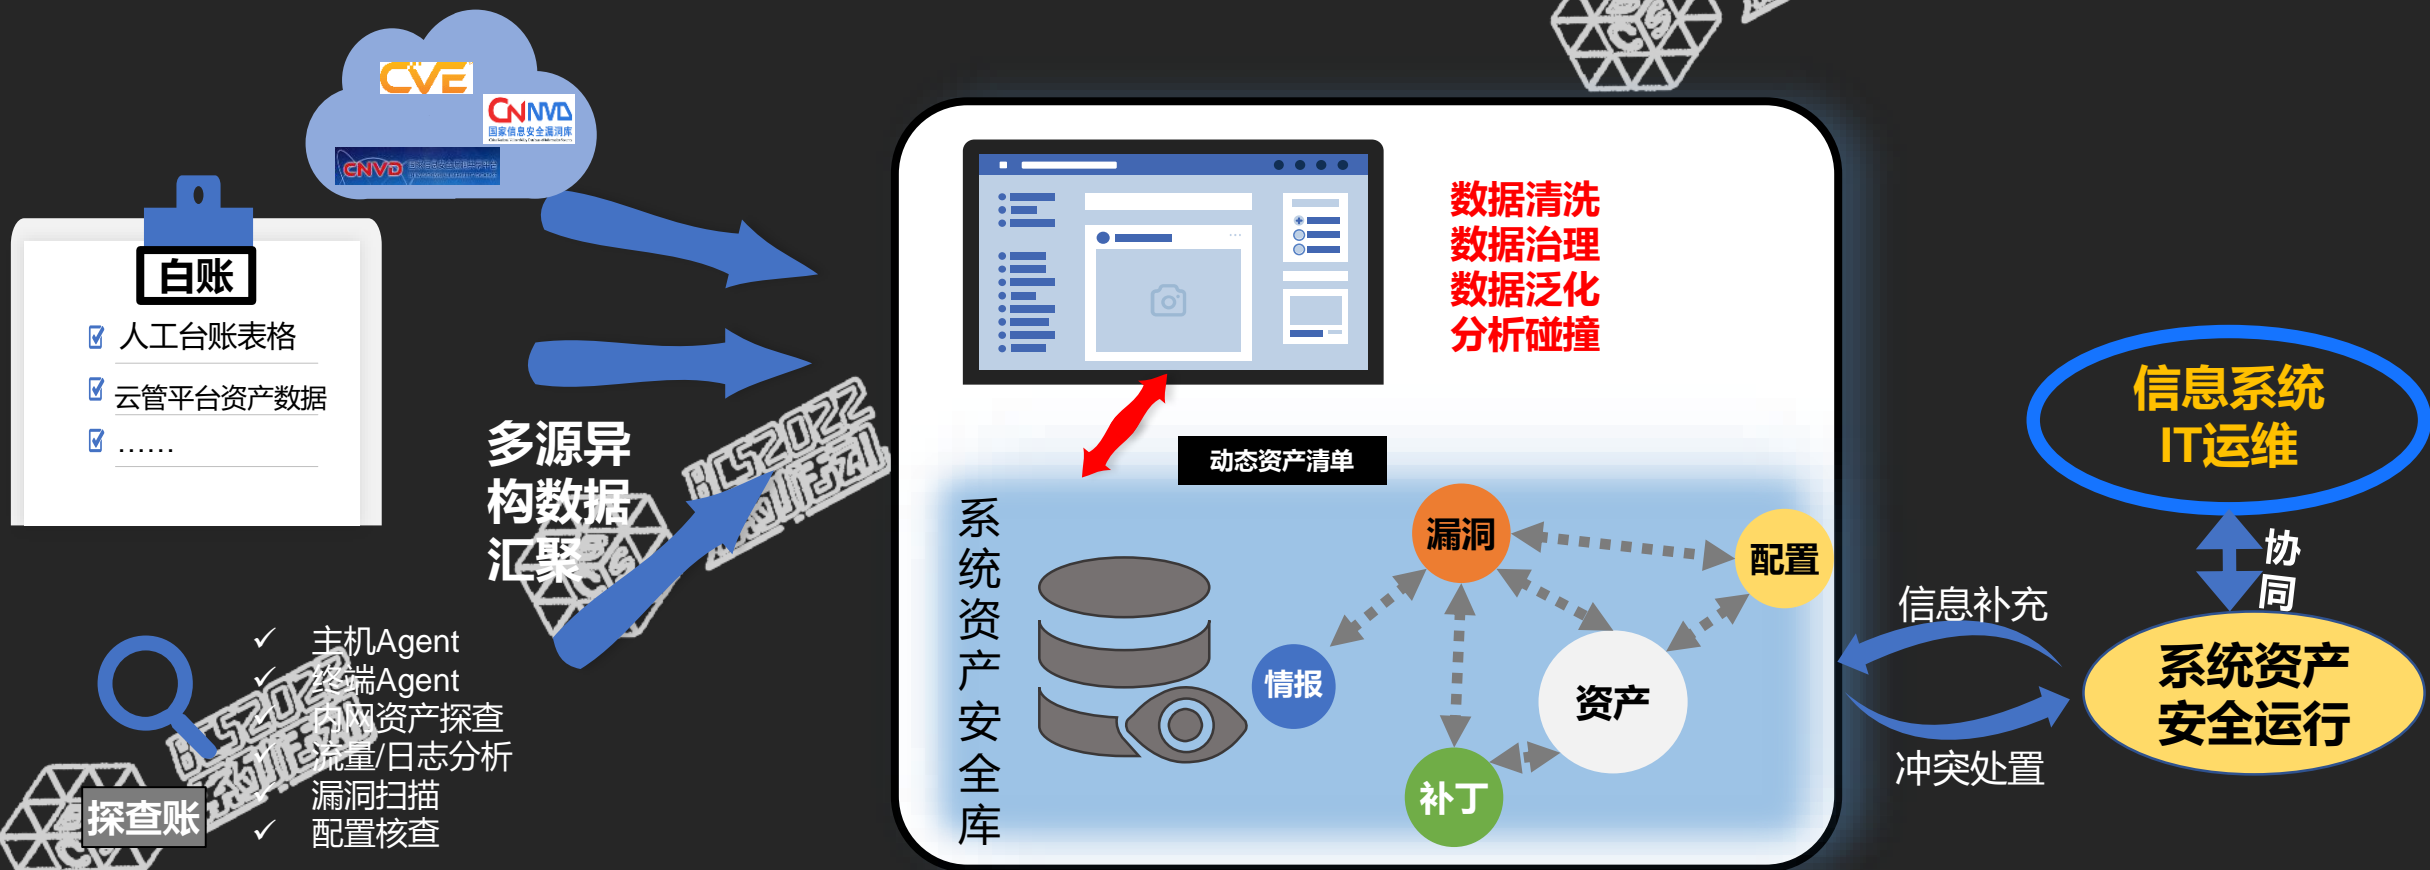 CVE
CNNVD
国家信息安全漏洞库
CNVD
白账
人工台账表格
云管平台资产数据
......
多源异
构数据
汇聚
主机Agent
终端Agent
内网资产探查
流量/日志分析
漏洞扫描
配置核查
探查账
BCS2022
数据清洗
数据治理
数据泛化
分析碰撞
动态资产清单
系统资产安全库
漏洞
配置
情报
资产
补丁
信息补充
冲突处置
信息系统
IT运维
协同
系统资产
安全运行